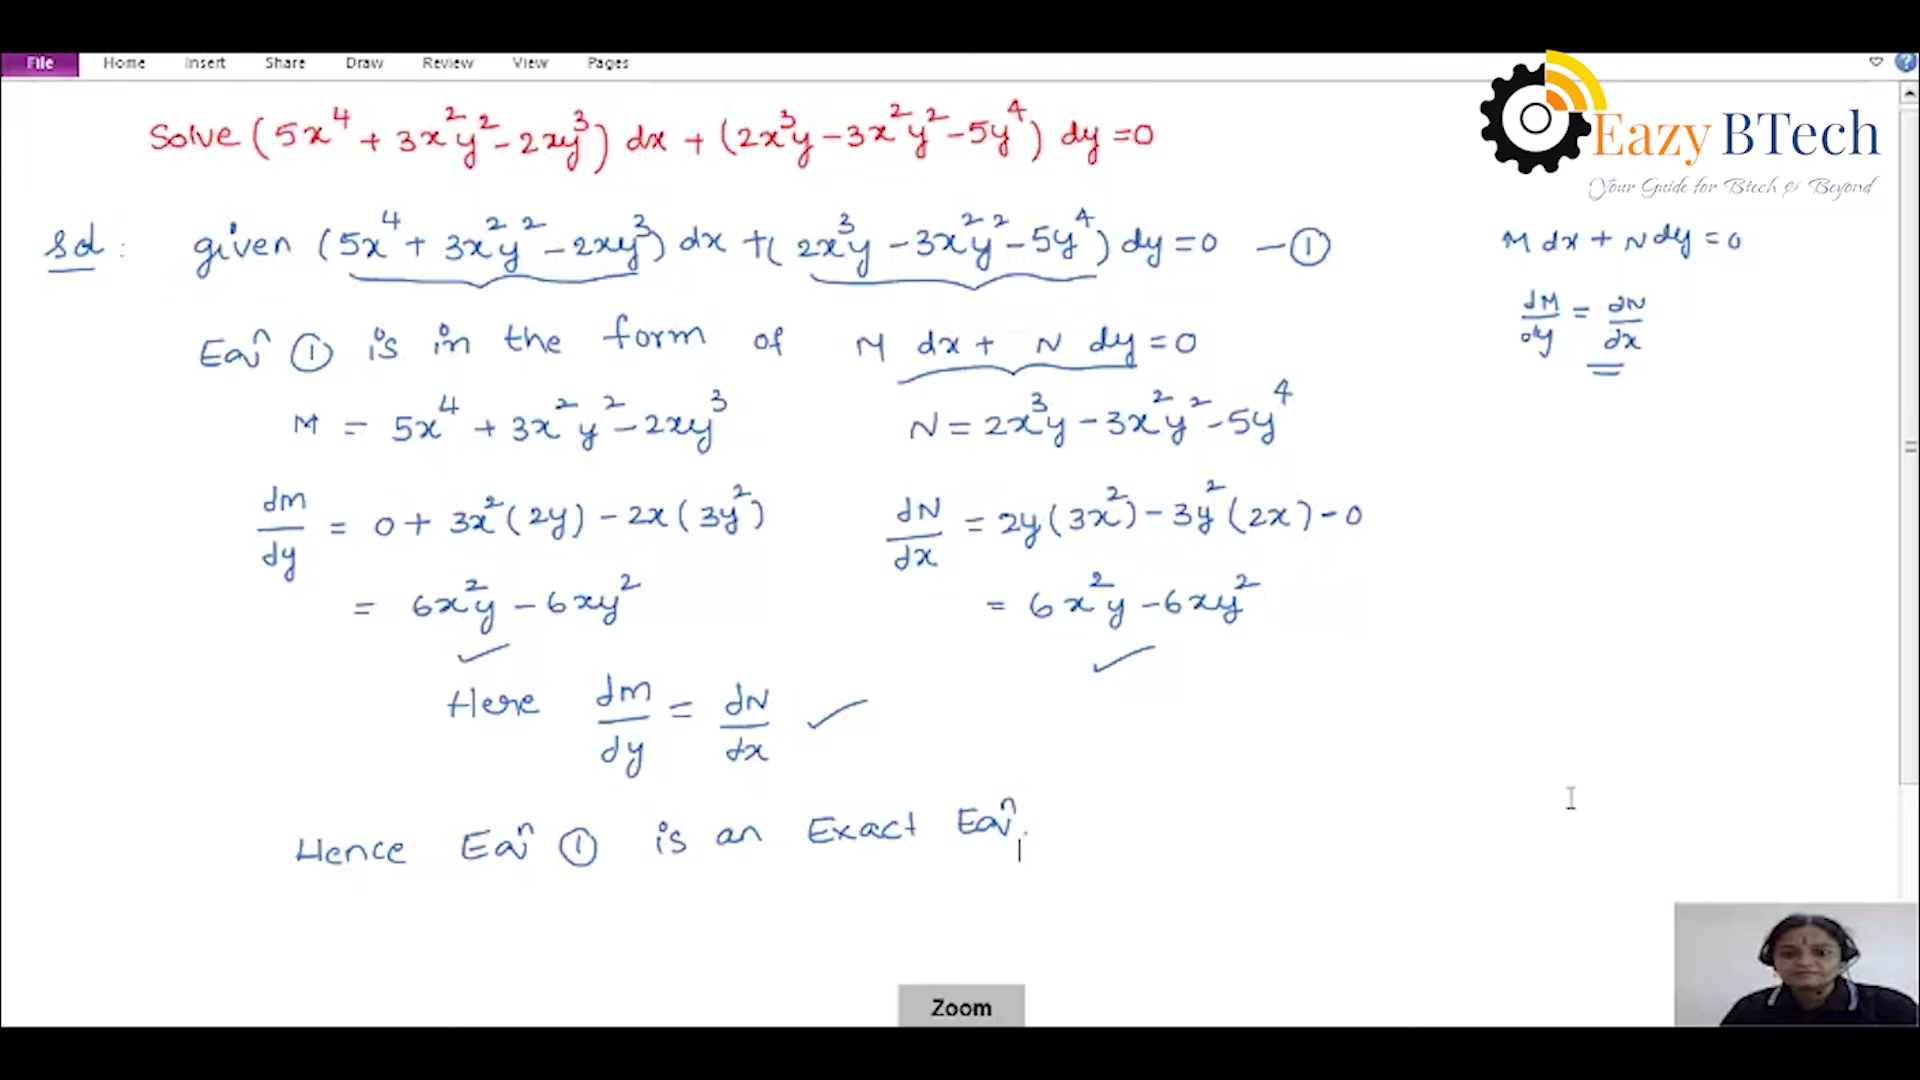 File Home Insert Share Draw Review View Pages
Eazy BTech
Your Guide for Btech & Beyond
Solve (5x⁴ + 3x²y² - 2xy³) dx + (2x³y - 3x²y² - 5y⁴) dy = 0
Sol: given (5x⁴ + 3x²y² - 2xy³) dx + (2x³y - 3x²y² - 5y⁴) dy = 0 - ①
M dx + N dy = 0
dM/dy = ∂N/dx
Eqⁿ ① is in the form of M dx + N dy = 0
M = 5x⁴ + 3x²y² - 2xy³ N = 2x³y - 3x²y² - 5y⁴
dM/dy = 0 + 3x²(2y) - 2x(3y²) dN/dx = 2y(3x²) - 3y²(2x) - 0
= 6x²y - 6xy² = 6x²y - 6xy²
Here dM/dy = dN/dx
Hence Eqⁿ ① is an Exact Eqⁿ.
Zoom